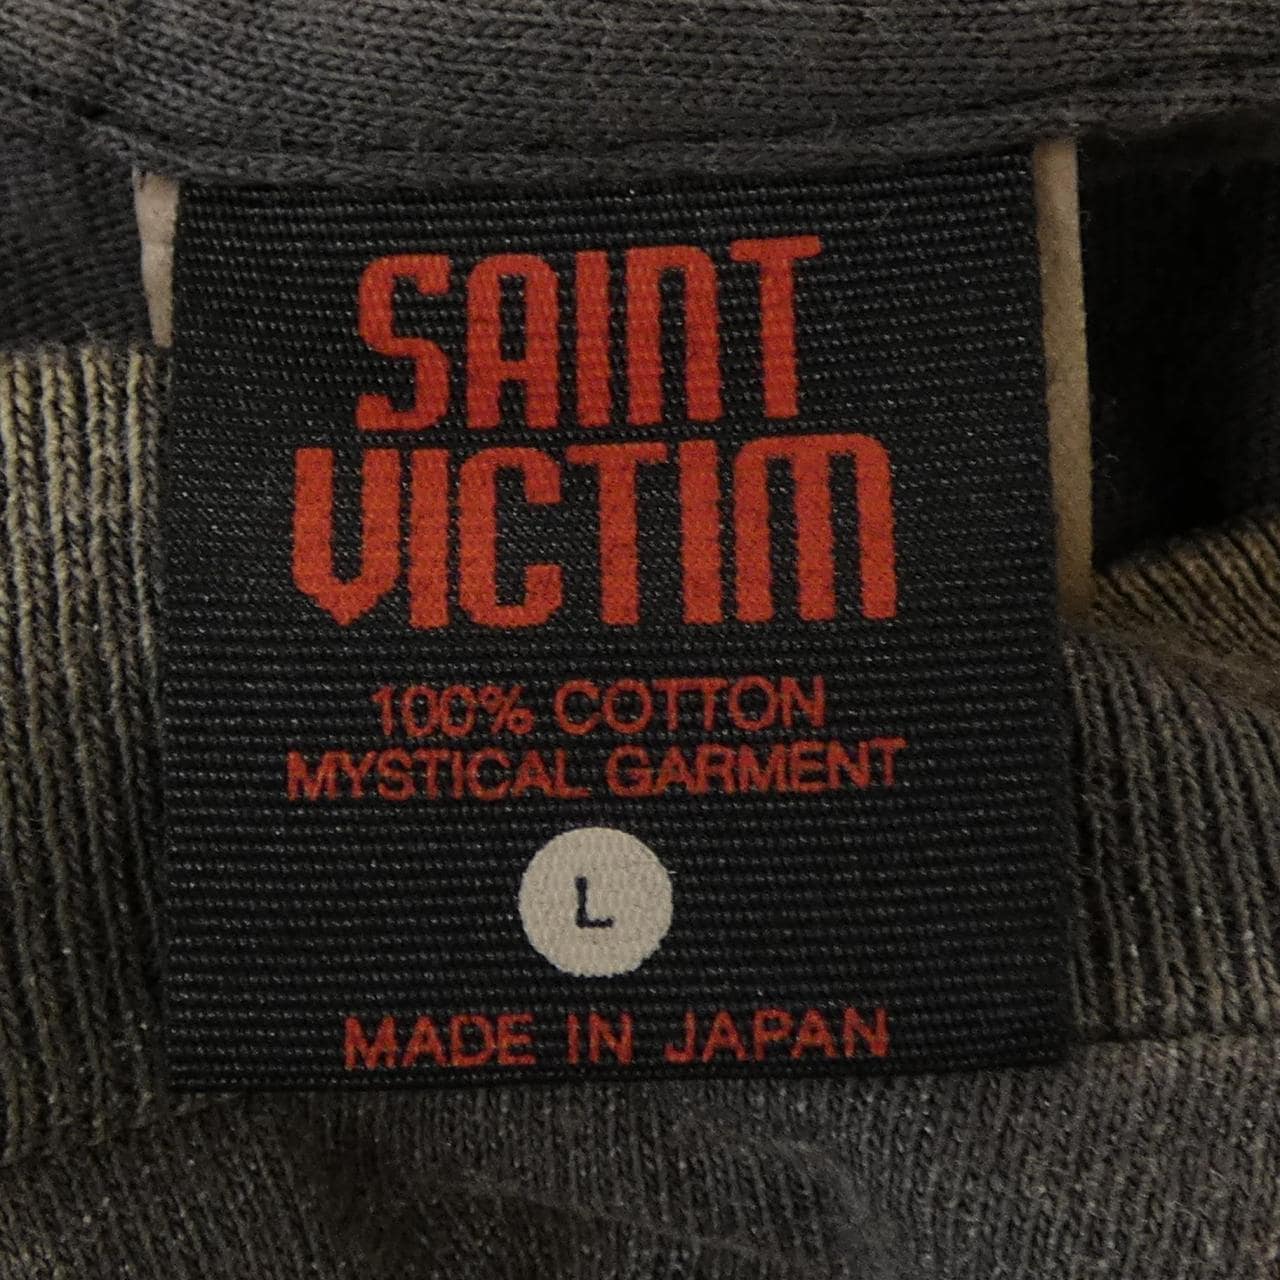 SAINT
VICTIM
100% COTTON
MYSTICAL GARMENT
L
MADE IN JAPAN